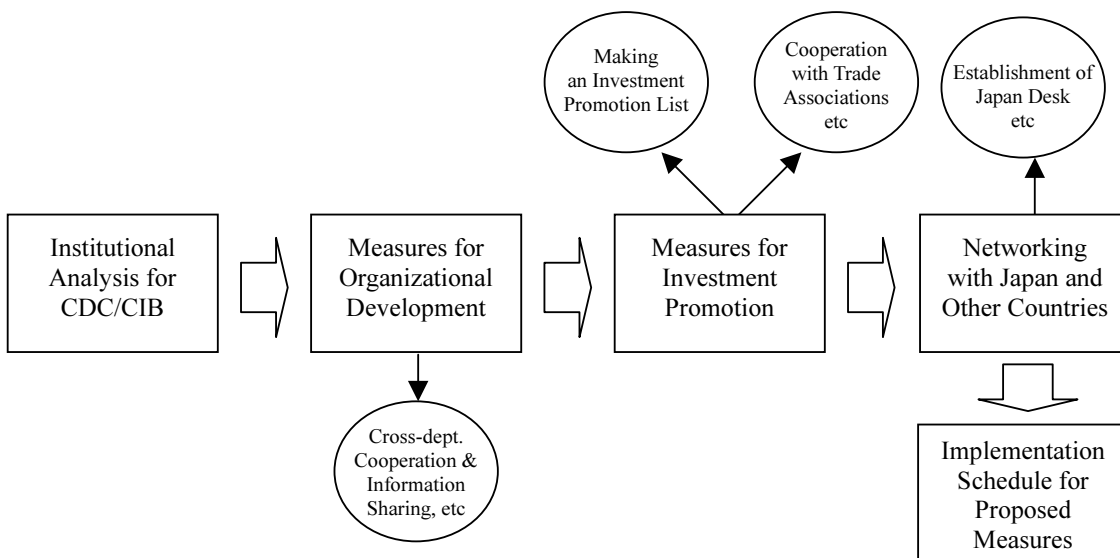 Making
an Investment
Promotion List
Cooperation
with Trade
Associations
etc
Establishment of
Japan Desk
etc
Institutional
Analysis for
CDC/CIB
Measures for
Organizational
Development
Measures for
Investment
Promotion
Networking
with Japan and
Other Countries
Cross-dept.
Cooperation &
Information
Sharing, etc
Implementation
Schedule for
Proposed
Measures